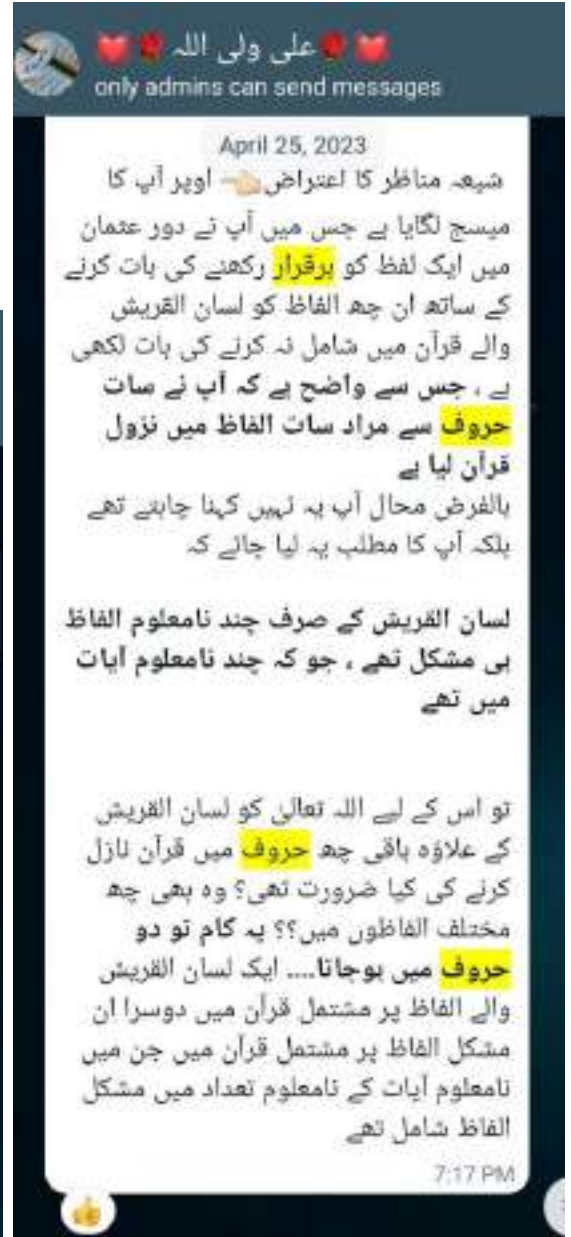 علی ولی اللہ
only admins can send messages
April 25, 2023
شیعہ مناظر کا اعتراض👈🏻 اوپر آپ کا
میسج لگایا ہے جس میں آپ نے دور عثمان
میں ایک لفظ کو برقرار رکھنے کی بات کرنے
کے ساتھ ان چھ الفاظ کو لسان القریش
والے قرآن میں شامل نہ کرنے کی بات لکھی
ہے ، جس سے واضح ہے کہ آپ نے سات
حروف سے مراد سات الفاظ میں نزول
قرآن لیا ہے
بالفرض محال آپ یہ نہیں کہنا چاہتے تھے
بلکہ آپ کا مطلب یہ لیا جائے کہ
لسان القریش کے صرف چند نامعلوم الفاظ
ہی مشکل تھے ، جو کہ چند نامعلوم آیات
میں تھے
تو اس کے لیے اللہ تعالیٰ کو لسان القریش
کے علاؤہ باقی چھ حروف میں قرآن نازل
کرنے کی کیا ضرورت تھی؟ وہ بھی چھ
مختلف الفاظوں میں؟؟ یہ کام تو دو
حروف میں ہوجاتا.... ایک لسان القریش
والے الفاظ پر مشتمل قرآن میں دوسرا ان
مشکل الفاظ پر مشتمل قرآن میں جن میں
نامعلوم آیات کے نامعلوم تعداد میں مشکل
الفاظ شامل تھے
7:17 PM